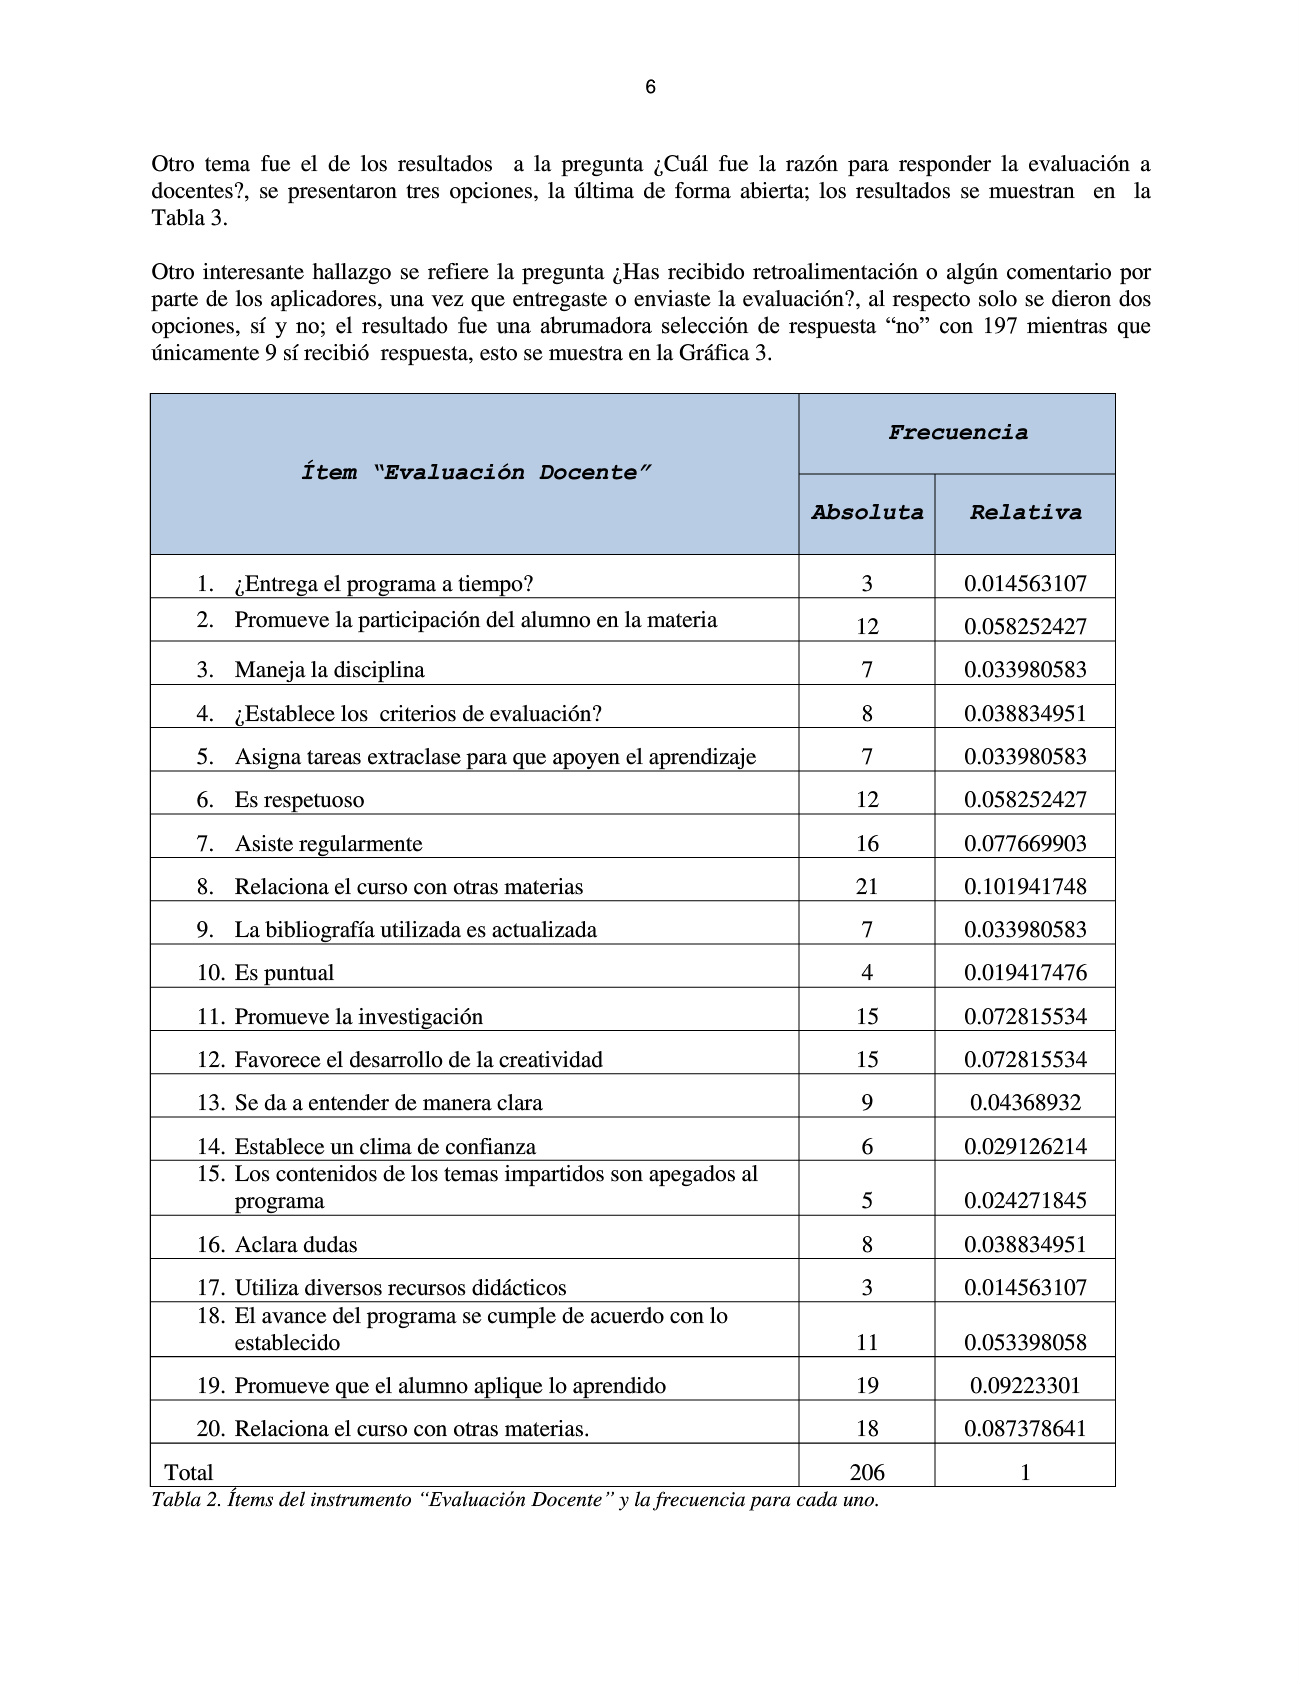 6
Otro tema fue el de los resultados a la pregunta ¿Cuál fue la razón para responder la evaluación a
docentes?, se presentaron tres opciones, la última de forma abierta; los resultados se muestran en la
Tabla 3.
Otro interesante hallazgo se refiere la pregunta ¿Has recibido retroalimentación o algún comentario por
parte de los aplicadores, una vez que entregaste o enviaste la evaluación?, al respecto solo se dieron dos
opciones, sí y no; el resultado fue una abrumadora selección de respuesta “no” con 197 mientras que
únicamente 9 sí recibió respuesta, esto se muestra en la Gráfica 3.
Ítem “Evaluación Docente”
Frecuencia
Absoluta Relativa
1. ¿Entrega el programa a tiempo? 3 0.014563107
2. Promueve la participación del alumno en la materia 12 0.058252427
3. Maneja la disciplina 7 0.033980583
4. ¿Establece los criterios de evaluación? 8 0.038834951
5. Asigna tareas extraclase para que apoyen el aprendizaje 7 0.033980583
6. Es respetuoso 12 0.058252427
7. Asiste regularmente 16 0.077669903
8. Relaciona el curso con otras materias 21 0.101941748
9. La bibliografía utilizada es actualizada 7 0.033980583
10. Es puntual 4 0.019417476
11. Promueve la investigación 15 0.072815534
12. Favorece el desarrollo de la creatividad 15 0.072815534
13. Se da a entender de manera clara 9 0.04368932
14. Establece un clima de confianza 6 0.029126214
15. Los contenidos de los temas impartidos son apegados al
programa 5 0.024271845
16. Aclara dudas 8 0.038834951
17. Utiliza diversos recursos didácticos 3 0.014563107
18. El avance del programa se cumple de acuerdo con lo
establecido 11 0.053398058
19. Promueve que el alumno aplique lo aprendido 19 0.09223301
20. Relaciona el curso con otras materias. 18 0.087378641
Total 206 1
Tabla 2. Ítems del instrumento “Evaluación Docente” y la frecuencia para cada uno.